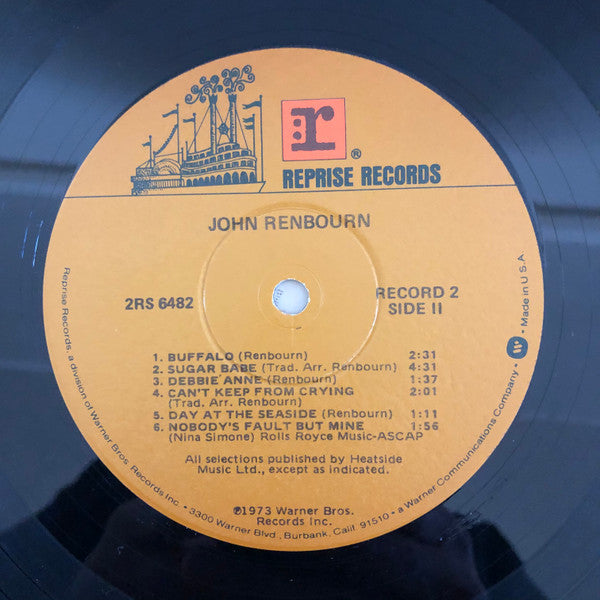 r
®
REPRISE RECORDS
JOHN RENBOURN
2RS 6482
RECORD 2
SIDE II
1. BUFFALO (Renbourn) 2:31
2. SUGAR BABE (Trad. Arr. Renbourn) 4:31
3. DEBBIE ANNE (Renbourn) 1:37
4. CAN'T KEEP FROM CRYING 2:01
(Trad. Arr. Renbourn)
5. DAY AT THE SEASIDE (Renbourn) 1:11
6. NOBODY'S FAULT BUT MINE 1:56
(Nina Simone) Rolls Royce Music-ASCAP
All selections published by Heatside
Music Ltd., except as indicated.
℗1973 Warner Bros.
Records Inc.
Reprise Records, a division of Warner Bros. Records Inc. • 3300 Warner Blvd., Burbank, Calif. 91510 • a Warner Communications Company • Made in U.S.A.